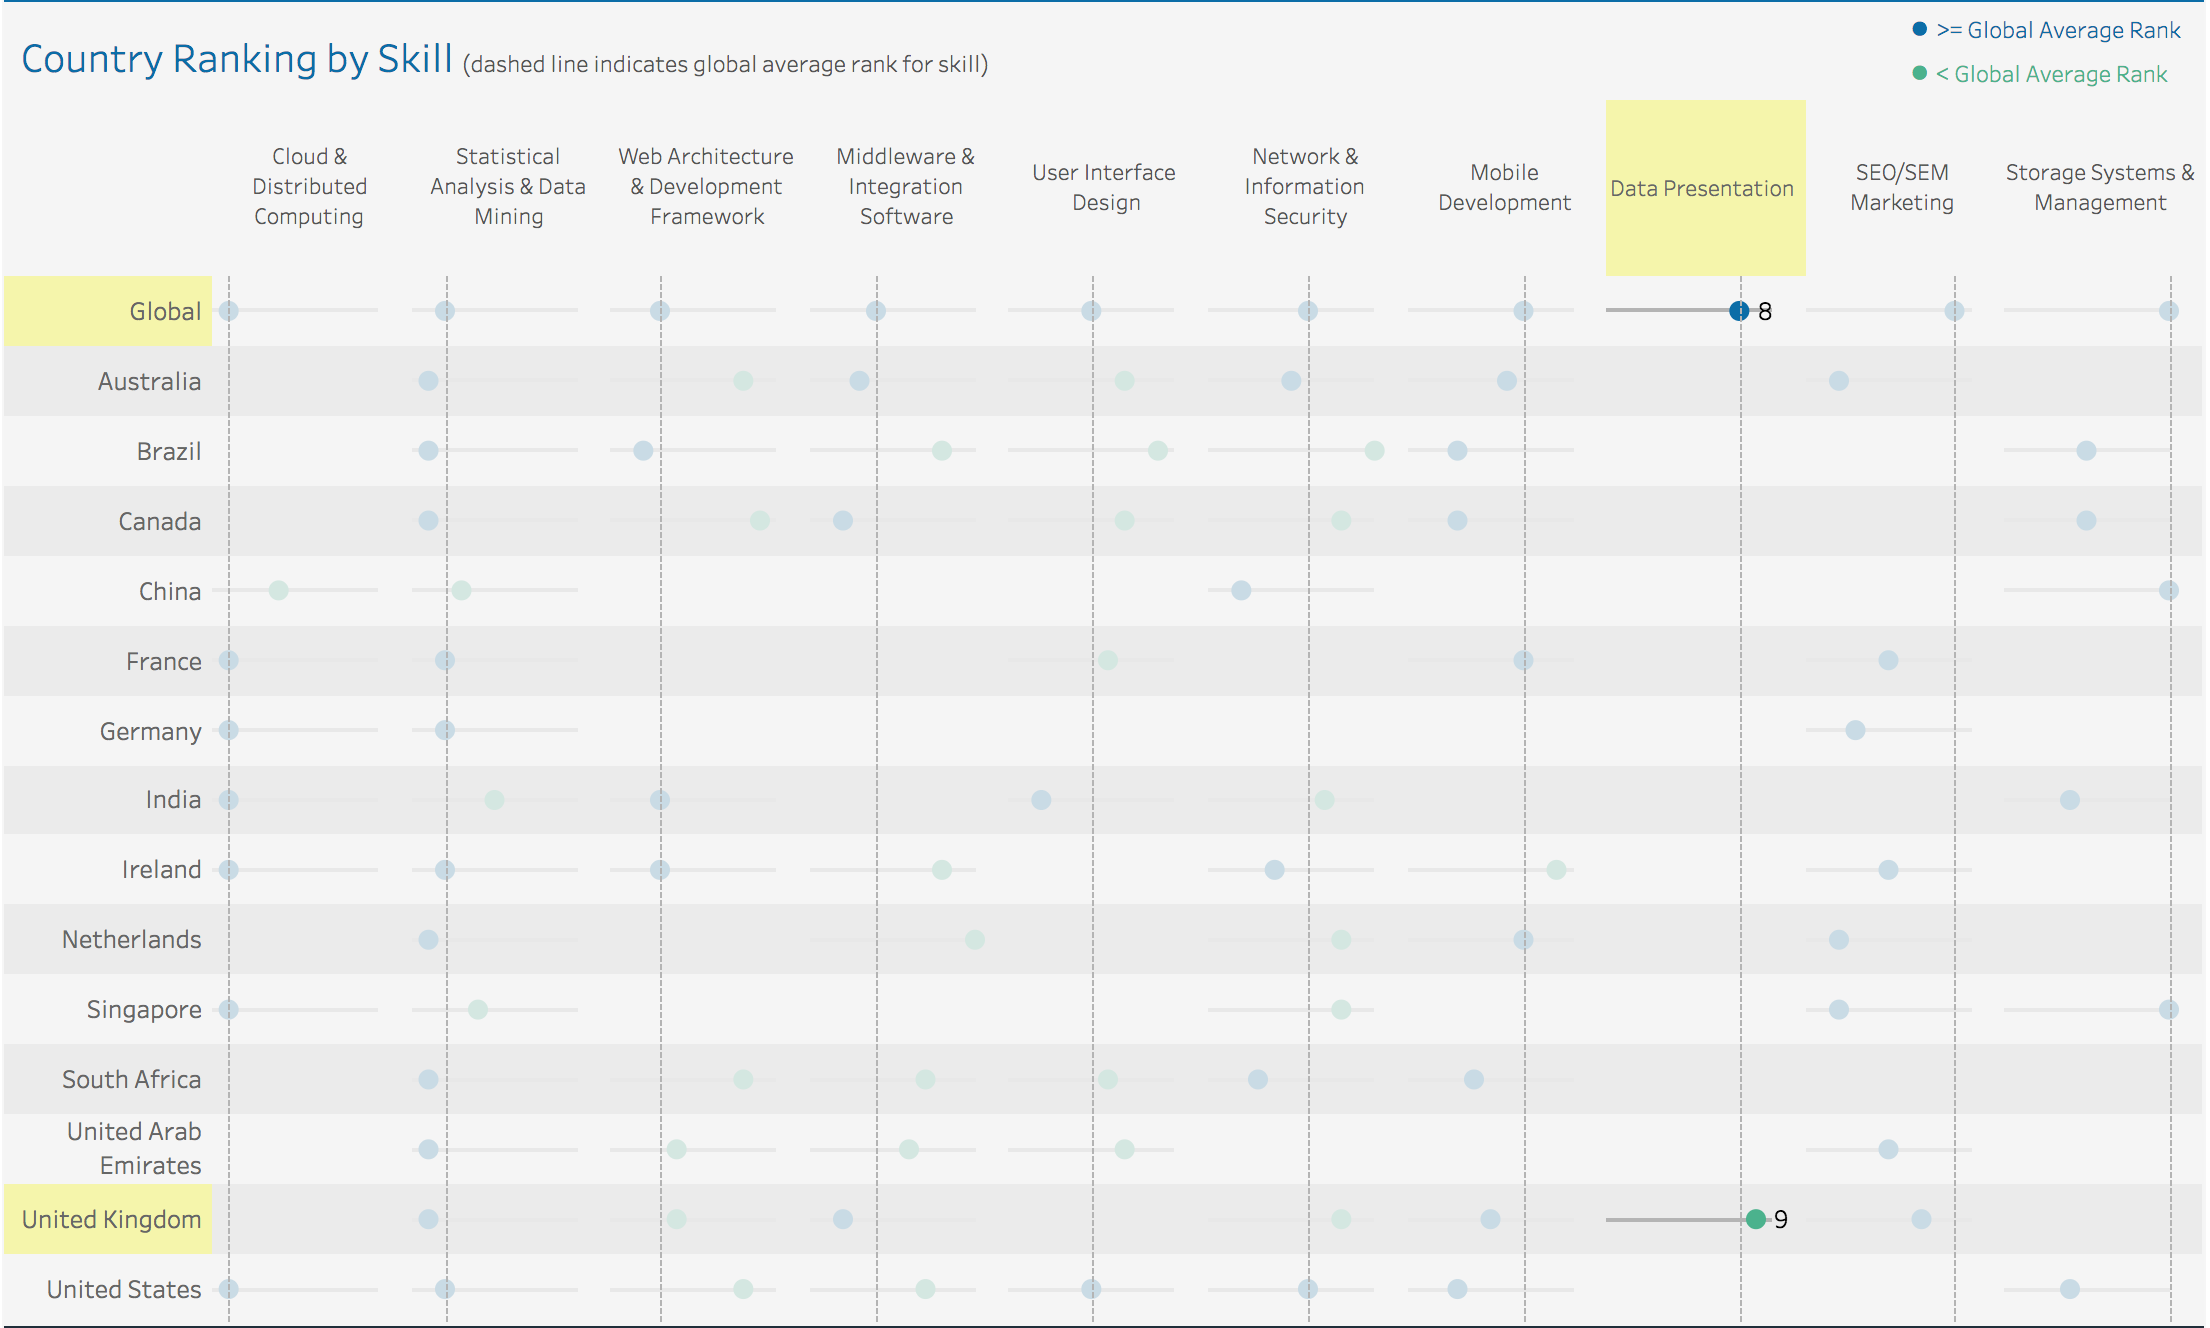 >= Global Average Rank
Country Ranking by Skill (dashed line indicates global average rank for skill)
< Global Average Rank
Cloud &
Distributed
Computing
Statistical
Analysis & Data
Mining
Web Architecture
& Development
Framework
Middleware &
Integration
Software
User Interface
Design
Network &
Information
Security
Mobile
Development
Data Presentation
SEO/SEM
Marketing
Storage Systems &
Management
Global
8
Australia
Brazil
Canada
China
France
Germany
India
Ireland
Netherlands
Singapore
South Africa
United Arab
Emirates
United Kingdom
9
United States